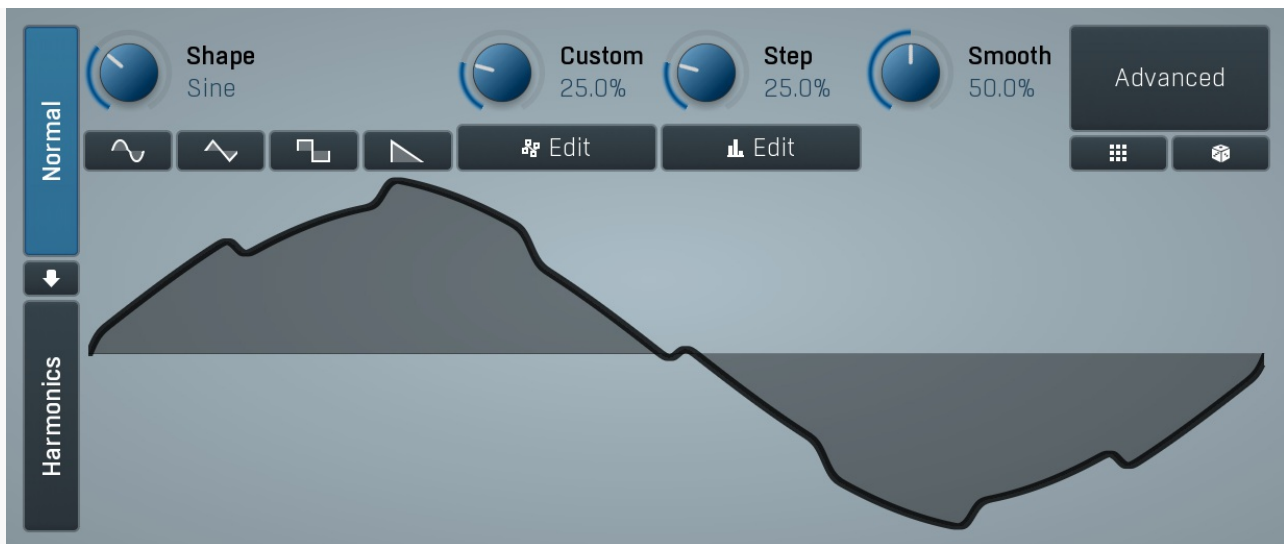 Normal
Harmonics
Shape
Sine
Custom
25.0%
Step
25.0%
Smooth
50.0%
Advanced
Edit
Edit